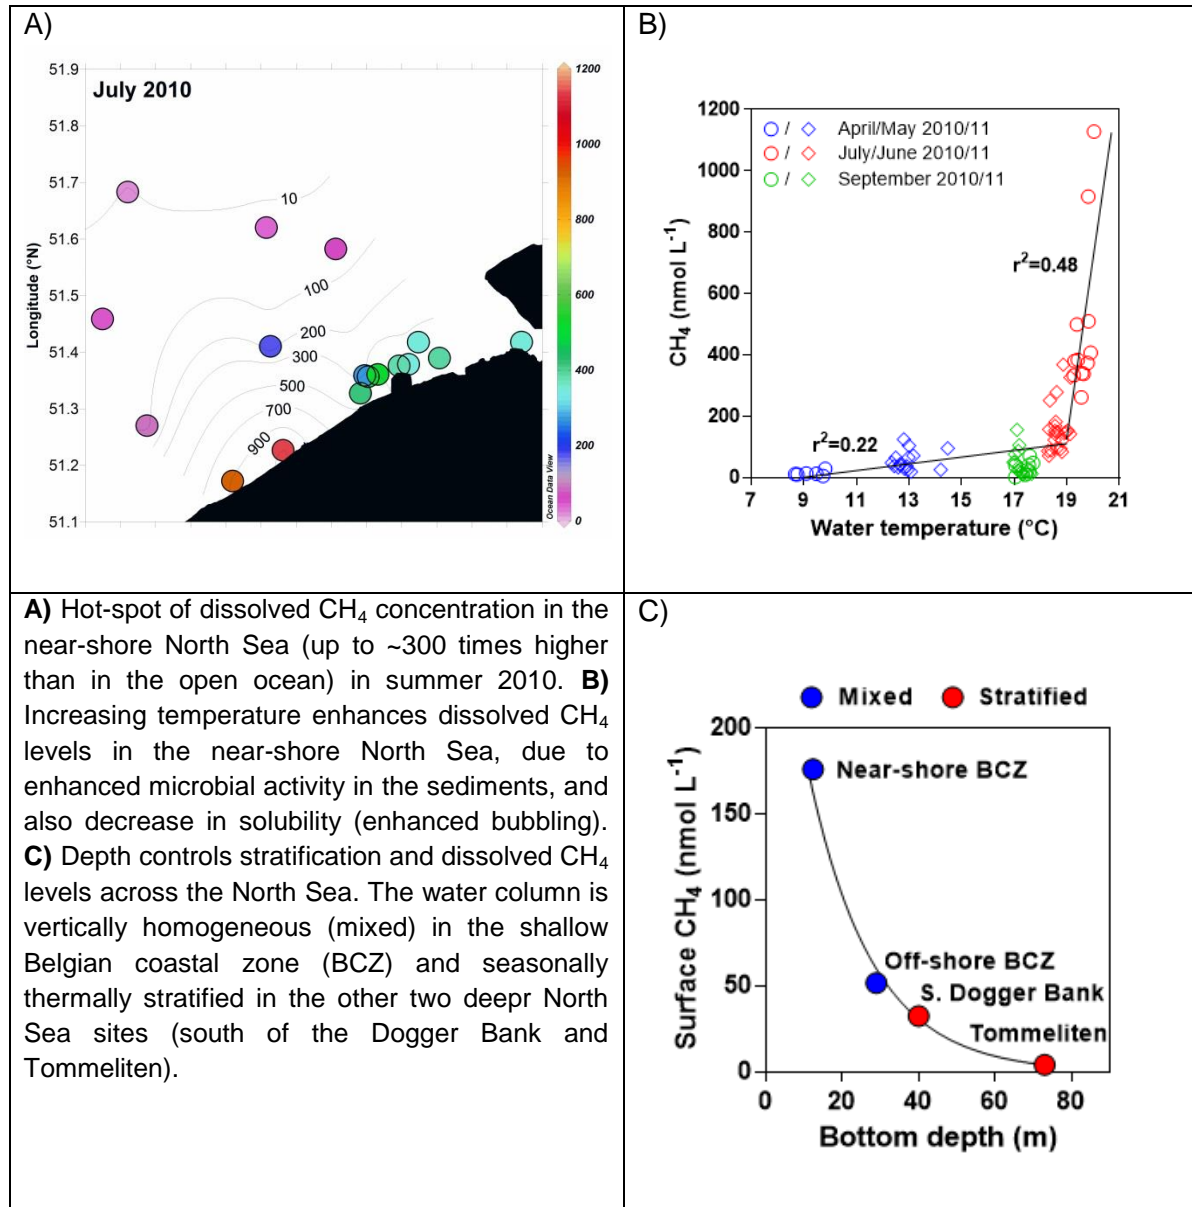 A)
July 2010
51.9
51.8
51.7
51.6
51.5
51.4
51.3
51.2
51.1
Longitude (°N)
10
100
200
300
500
700
900
1200
1000
800
600
400
200
0
Ocean Data View
B)
1200
1000
800
600
400
200
0
CH₄ (nmol L⁻¹)
/ April/May 2010/11
/ July/June 2010/11
/ September 2010/11
r²=0.48
r²=0.22
7 9 11 13 15 17 19 21
Water temperature (°C)
A) Hot-spot of dissolved CH₄ concentration in the
near-shore North Sea (up to ~300 times higher
than in the open ocean) in summer 2010. B)
Increasing temperature enhances dissolved CH₄
levels in the near-shore North Sea, due to
enhanced microbial activity in the sediments, and
also decrease in solubility (enhanced bubbling).
C) Depth controls stratification and dissolved CH₄
levels across the North Sea. The water column is
vertically homogeneous (mixed) in the shallow
Belgian coastal zone (BCZ) and seasonally
thermally stratified in the other two deepr North
Sea sites (south of the Dogger Bank and
Tommeliten).
C)
Mixed Stratified
200
150
100
50
0
Surface CH₄ (nmol L⁻¹)
Near-shore BCZ
Off-shore BCZ
S. Dogger Bank
Tommeliten
0 20 40 60 80
Bottom depth (m)